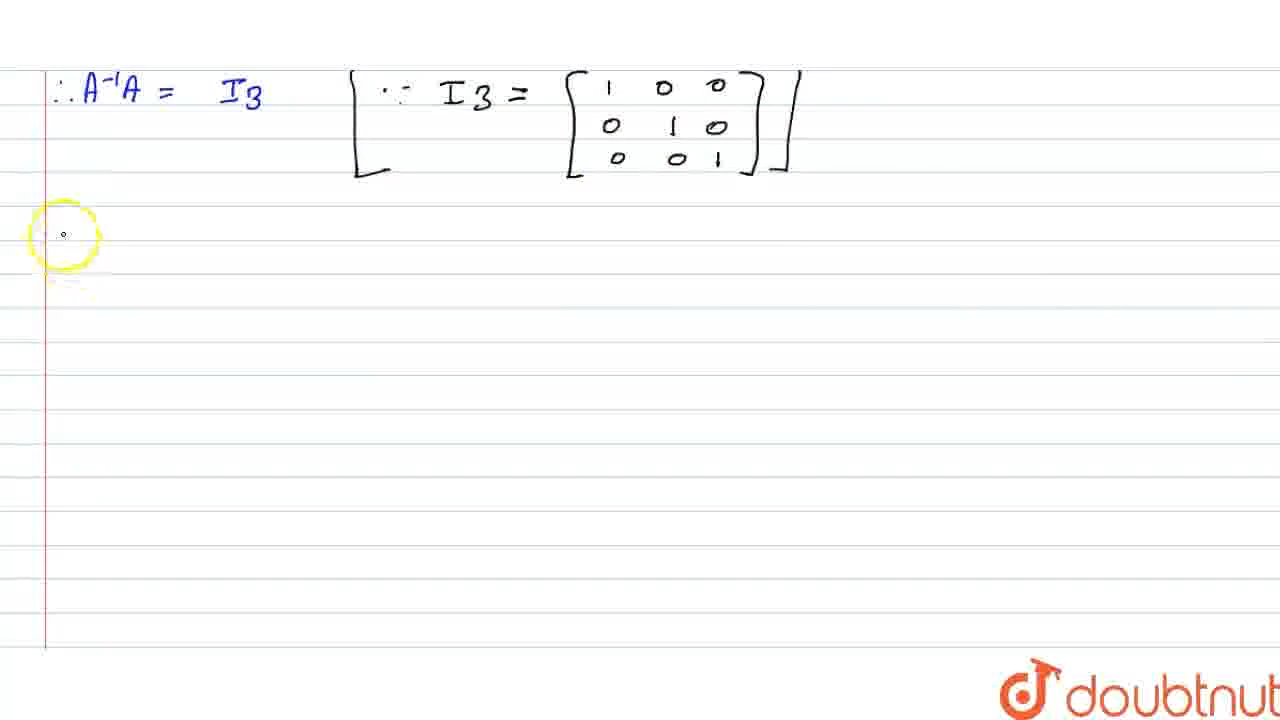 ∴ A⁻¹A = I3 [ ∵ I3 = [ 1 0 0
0 1 0
0 0 1 ] ]
doubtnut